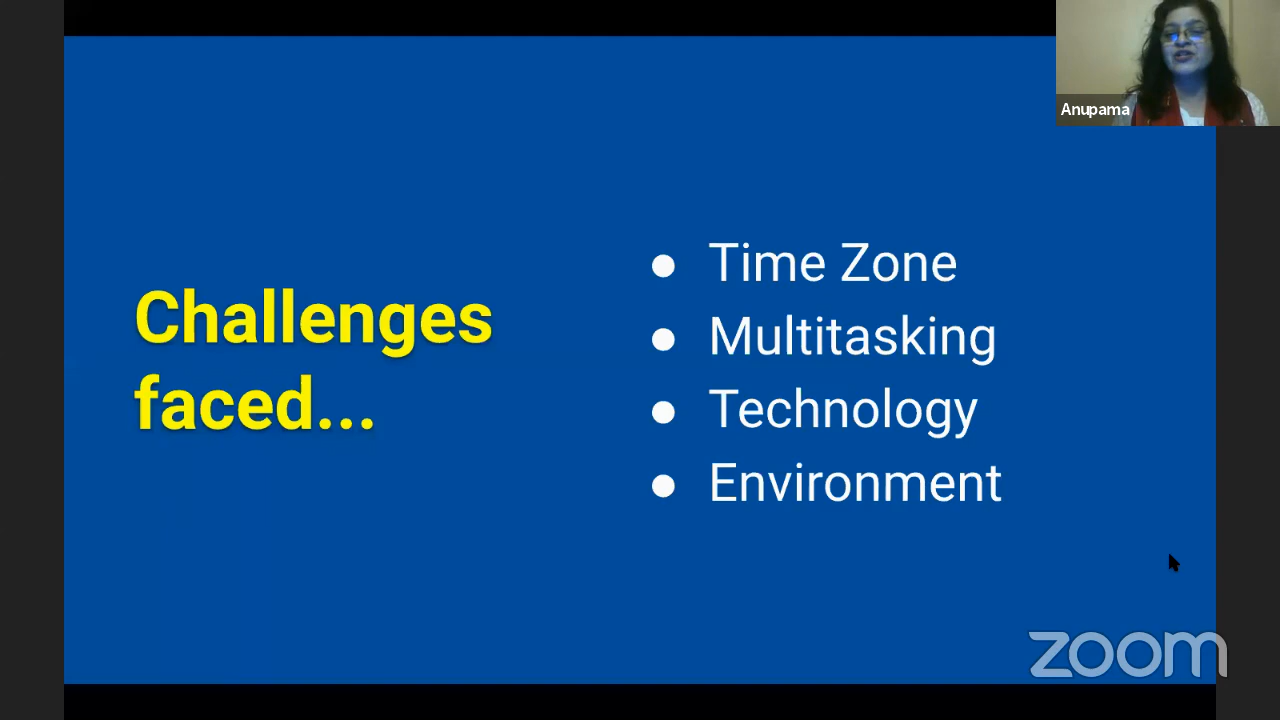 Anupama
Challenges
faced...
● Time Zone
● Multitasking
● Technology
● Environment
zoom